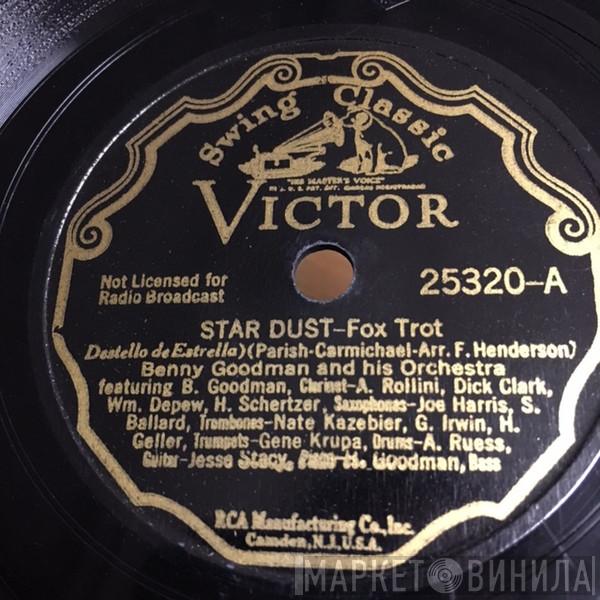 Swing Classic
"HIS MASTER'S VOICE"
VICTOR
Not Licensed for
Radio Broadcast
25320-A
STAR DUST-Fox Trot
Destello de Estrella) (Parish-Carmichael-Arr. F. Henderson)
Benny Goodman and his Orchestra
featuring B. Goodman, Clarinet-A. Rollini, Dick Clark,
Wm. Depew, H. Schertzer, Saxophones-Joe Harris, S.
Ballard, Trombones-Nate Kazebier, G. Irwin, H.
Geller, Trumpets-Gene Krupa, Drums-A. Ruess,
Guitar-Jesse Stacy, Piano-H. Goodman, Bass
RCA Manufacturing Co., Inc.
Camden, N.J., U.S.A.
МАРКЕТ ВИНИЛА